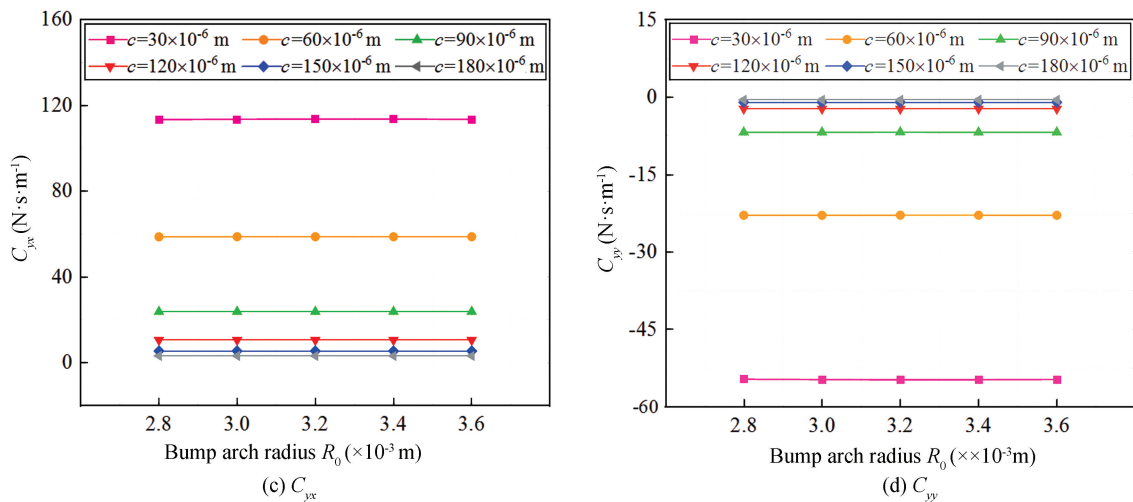 160
120
80
40
0
C_yx (N·s·m⁻¹)
c=30×10⁻⁶ m c=60×10⁻⁶ m c=90×10⁻⁶ m
c=120×10⁻⁶ m c=150×10⁻⁶ m c=180×10⁻⁶ m
2.8 3.0 3.2 3.4 3.6
Bump arch radius R₀ (×10⁻³ m)
(c) C_yx
15
0
-15
-30
-45
-60
C_yy (N·s·m⁻¹)
c=30×10⁻⁶ m c=60×10⁻⁶ m c=90×10⁻⁶ m
c=120×10⁻⁶ m c=150×10⁻⁶ m c=180×10⁻⁶ m
2.8 3.0 3.2 3.4 3.6
Bump arch radius R₀ (××10⁻³m)
(d) C_yy